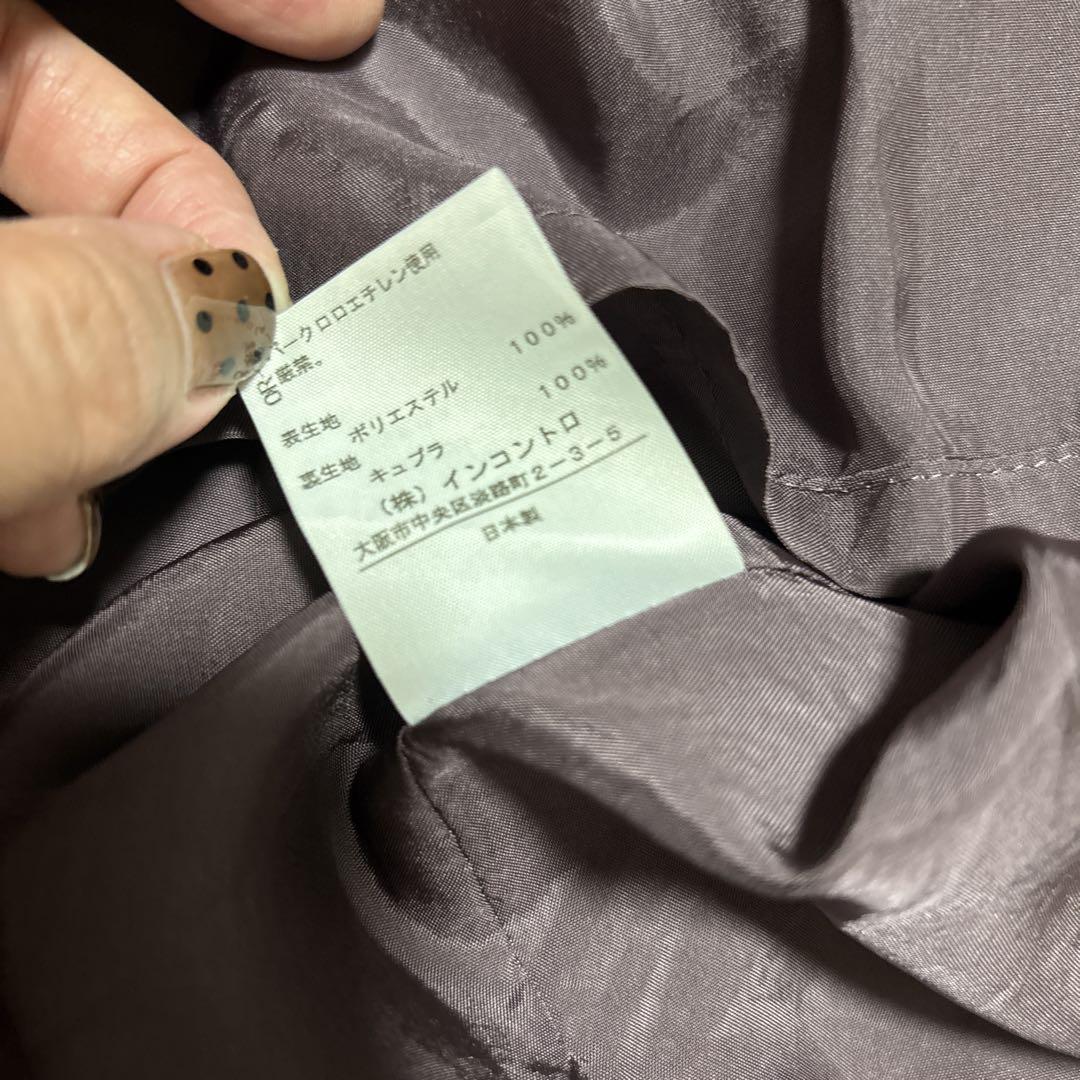 パークロロエチレン使用
OR厳禁。
表生地
ポリエステル 100%
裏生地
キュプラ 100%
(株)インコントロ
大阪市中央区淡路町2-3-5
日本製